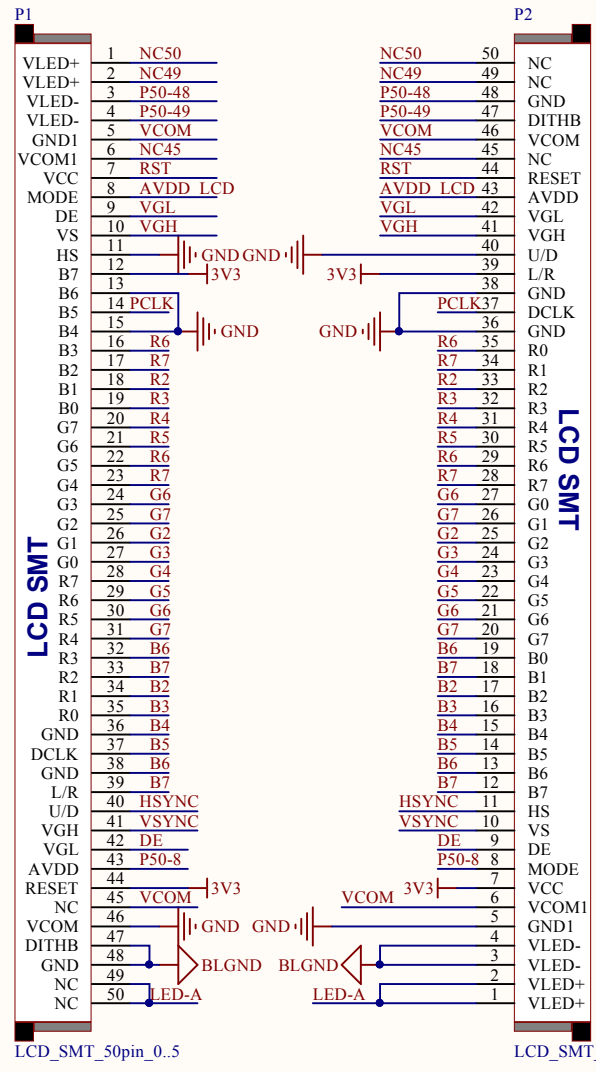 P1 P2
VLED+ 1 NC50 NC50 50 NC
VLED+ 2 NC49 NC49 49 NC
VLED- 3 P50-48 P50-48 48 GND
VLED- 4 P50-49 P50-49 47 DITHB
GND1 5 VCOM VCOM 46 VCOM
VCOM1 6 NC45 NC45 45 NC
VCC 7 RST RST 44 RESET
MODE 8 AVDD_LCD AVDD_LCD 43 AVDD
DE 9 VGL VGL 42 VGL
VS 10 VGH VGH 41 VGH
HS 11 GND GND 40 U/D
B7 12 3V3 3V3 39 L/R
B6 13 38 GND
B5 14 PCLK PCLK 37 DCLK
B4 15 GND GND 36 GND
B3 16 R6 R6 35 R0
B2 17 R7 R7 34 R1
B1 18 R2 R2 33 R2
B0 19 R3 R3 32 R3
G7 20 R4 R4 31 R4
G6 21 R5 R5 30 R5
G5 22 R6 R6 29 R6
G4 23 R7 R7 28 R7
G3 24 G6 G6 27 G0
G2 25 G7 G7 26 G1
G1 26 G2 G2 25 G2
G0 27 G3 G3 24 G3
R7 28 G4 G4 23 G4
R6 29 G5 G5 22 G5
R5 30 G6 G6 21 G6
R4 31 G7 G7 20 G7
R3 32 B6 B6 19 B0
R2 33 B7 B7 18 B1
R1 34 B2 B2 17 B2
R0 35 B3 B3 16 B3
GND 36 B4 B4 15 B4
DCLK 37 B5 B5 14 B5
GND 38 B6 B6 13 B6
L/R 39 B7 B7 12 B7
U/D 40 HSYNC HSYNC 11 HS
VGH 41 VSYNC VSYNC 10 VS
VGL 42 DE DE 9 DE
AVDD 43 P50-8 P50-8 8 MODE
RESET 44 3V3 3V3 7 VCC
NC 45 VCOM VCOM 6 VCOM1
VCOM 46 GND GND 5 GND1
DITHB 47 4 VLED-
GND 48 BLGND BLGND 3 VLED-
NC 49 2 VLED+
NC 50 LED-A LED-A 1 VLED+
LCD SMT
LCD SMT
LCD_SMT_50pin_0..5 LCD_SMT_